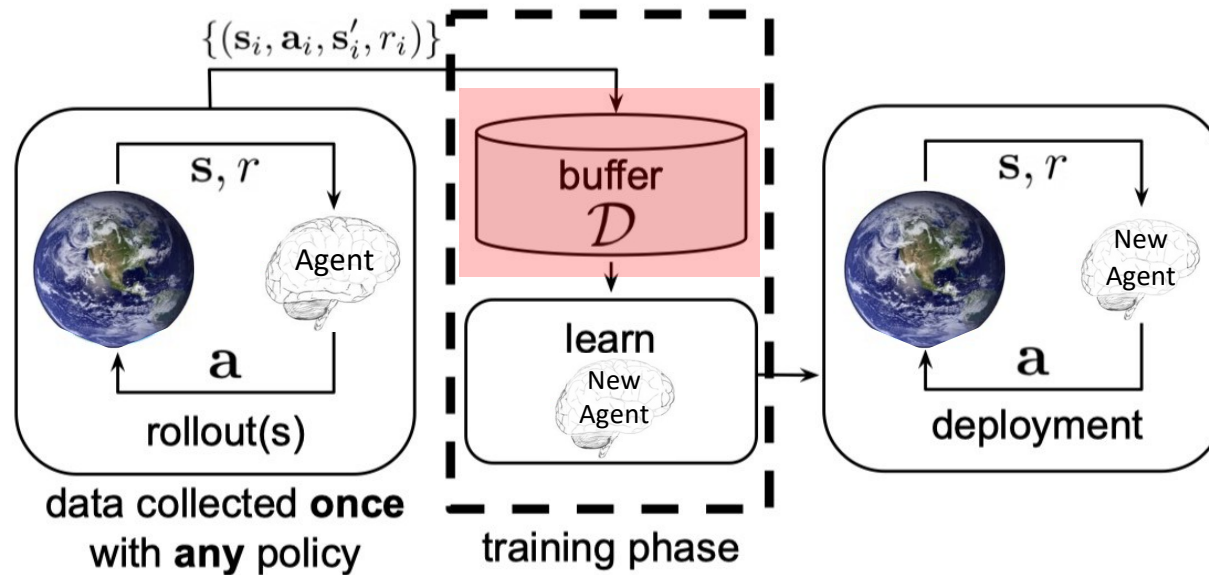 {(s_i, a_i, s'_i, r_i)}
s, r
Agent
a
rollout(s)
data collected once
with any policy
buffer
D
learn
New
Agent
training phase
s, r
New
Agent
a
deployment